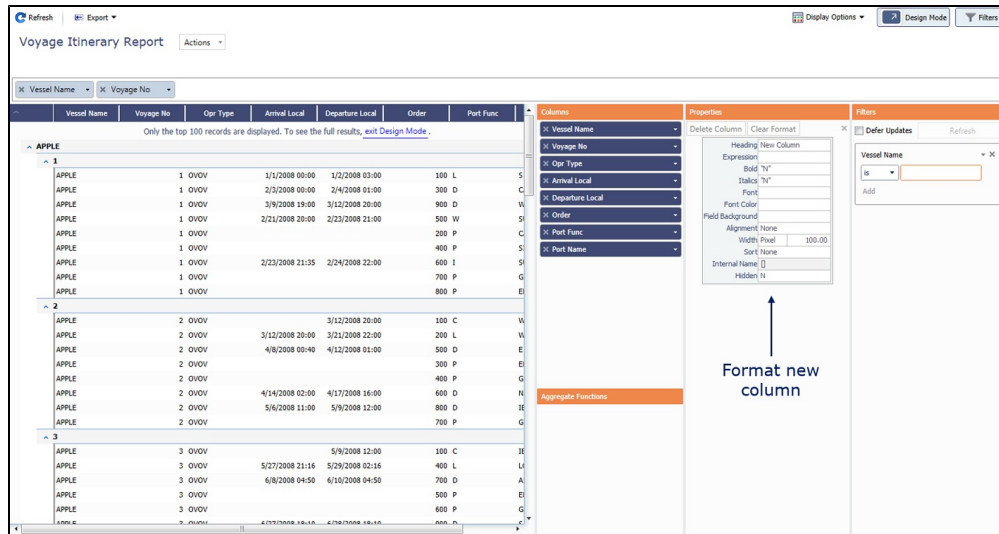 Refresh Export Display Options Design Mode Filters
Voyage Itinerary Report Actions
Vessel Name Voyage No
Vessel Name Voyage No Opr Type Arrival Local Departure Local Order Port Func
Only the top 100 records are displayed. To see the full results, exit Design Mode .
APPLE
1
APPLE 1 OVOV 1/1/2008 00:00 1/2/2008 03:00 100 L S
APPLE 1 OVOV 2/3/2008 00:00 2/4/2008 01:00 300 D
APPLE 1 OVOV 3/9/2008 19:00 3/12/2008 20:00 900 D W
APPLE 1 OVOV 2/21/2008 20:00 2/23/2008 21:00 500 W
APPLE 1 OVOV 200 P
APPLE 1 OVOV 400 P
APPLE 1 OVOV 2/23/2008 21:35 2/24/2008 22:00 600 I
APPLE 1 OVOV 700 P G
APPLE 1 OVOV 800 P
2
APPLE 2 OVOV 3/12/2008 20:00 100 C W
APPLE 2 OVOV 3/12/2008 20:00 3/21/2008 22:00 200 L W
APPLE 2 OVOV 4/8/2008 00:40 4/12/2008 01:00 500 D E
APPLE 2 OVOV 300 P
APPLE 2 OVOV 400 P G
APPLE 2 OVOV 4/14/2008 02:00 4/17/2008 16:00 600 D N
APPLE 2 OVOV 5/6/2008 11:00 5/9/2008 12:00 800 D
APPLE 2 OVOV 700 P G
3
APPLE 3 OVOV 5/9/2008 12:00 100 C
APPLE 3 OVOV 5/27/2008 21:16 5/29/2008 02:16 400 L
APPLE 3 OVOV 6/8/2008 04:50 6/10/2008 04:50 700 D
APPLE 3 OVOV 500 P
APPLE 3 OVOV 600 P G
Columns
Vessel Name
Voyage No
Opr Type
Arrival Local
Departure Local
Order
Port Func
Port Name
Aggregate Functions
Properties
Delete Column Clear Format
Heading New Column
Expression
Bold "N"
Italics "N"
Font
Font Color
Field Background
Alignment None
Width Pixel 100.00
Sort None
Internal Name []
Hidden N
Format new
column
Filters
Defer Updates Refresh
Vessel Name
is
Add